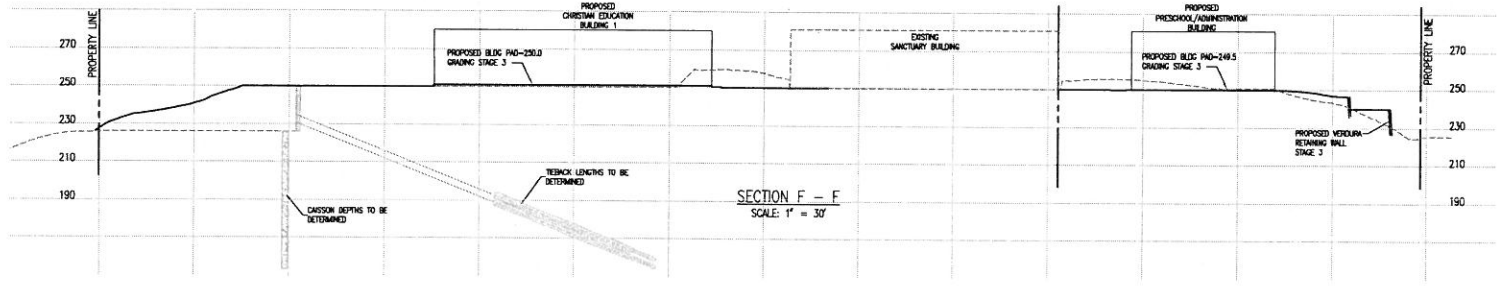 PROPERTY LINE
270
250
230
210
190
PROPOSED
CHRISTIAN EDUCATION
BUILDING 1
PROPOSED BLDG PAD=250.0
GRADING STAGE 3
CAISSON DEPTHS TO BE
DETERMINED
TIEBACK LENGTHS TO BE
DETERMINED
EXISTING
SANCTUARY BUILDING
SECTION F - F
SCALE: 1" = 30'
PROPOSED
PRESCHOOL/ADMINISTRATION
BUILDING
PROPOSED BLDG PAD=249.5
GRADING STAGE 3
PROPOSED VERDURA
RETAINING WALL
STAGE 3
270
250
230
210
190
PROPERTY LINE